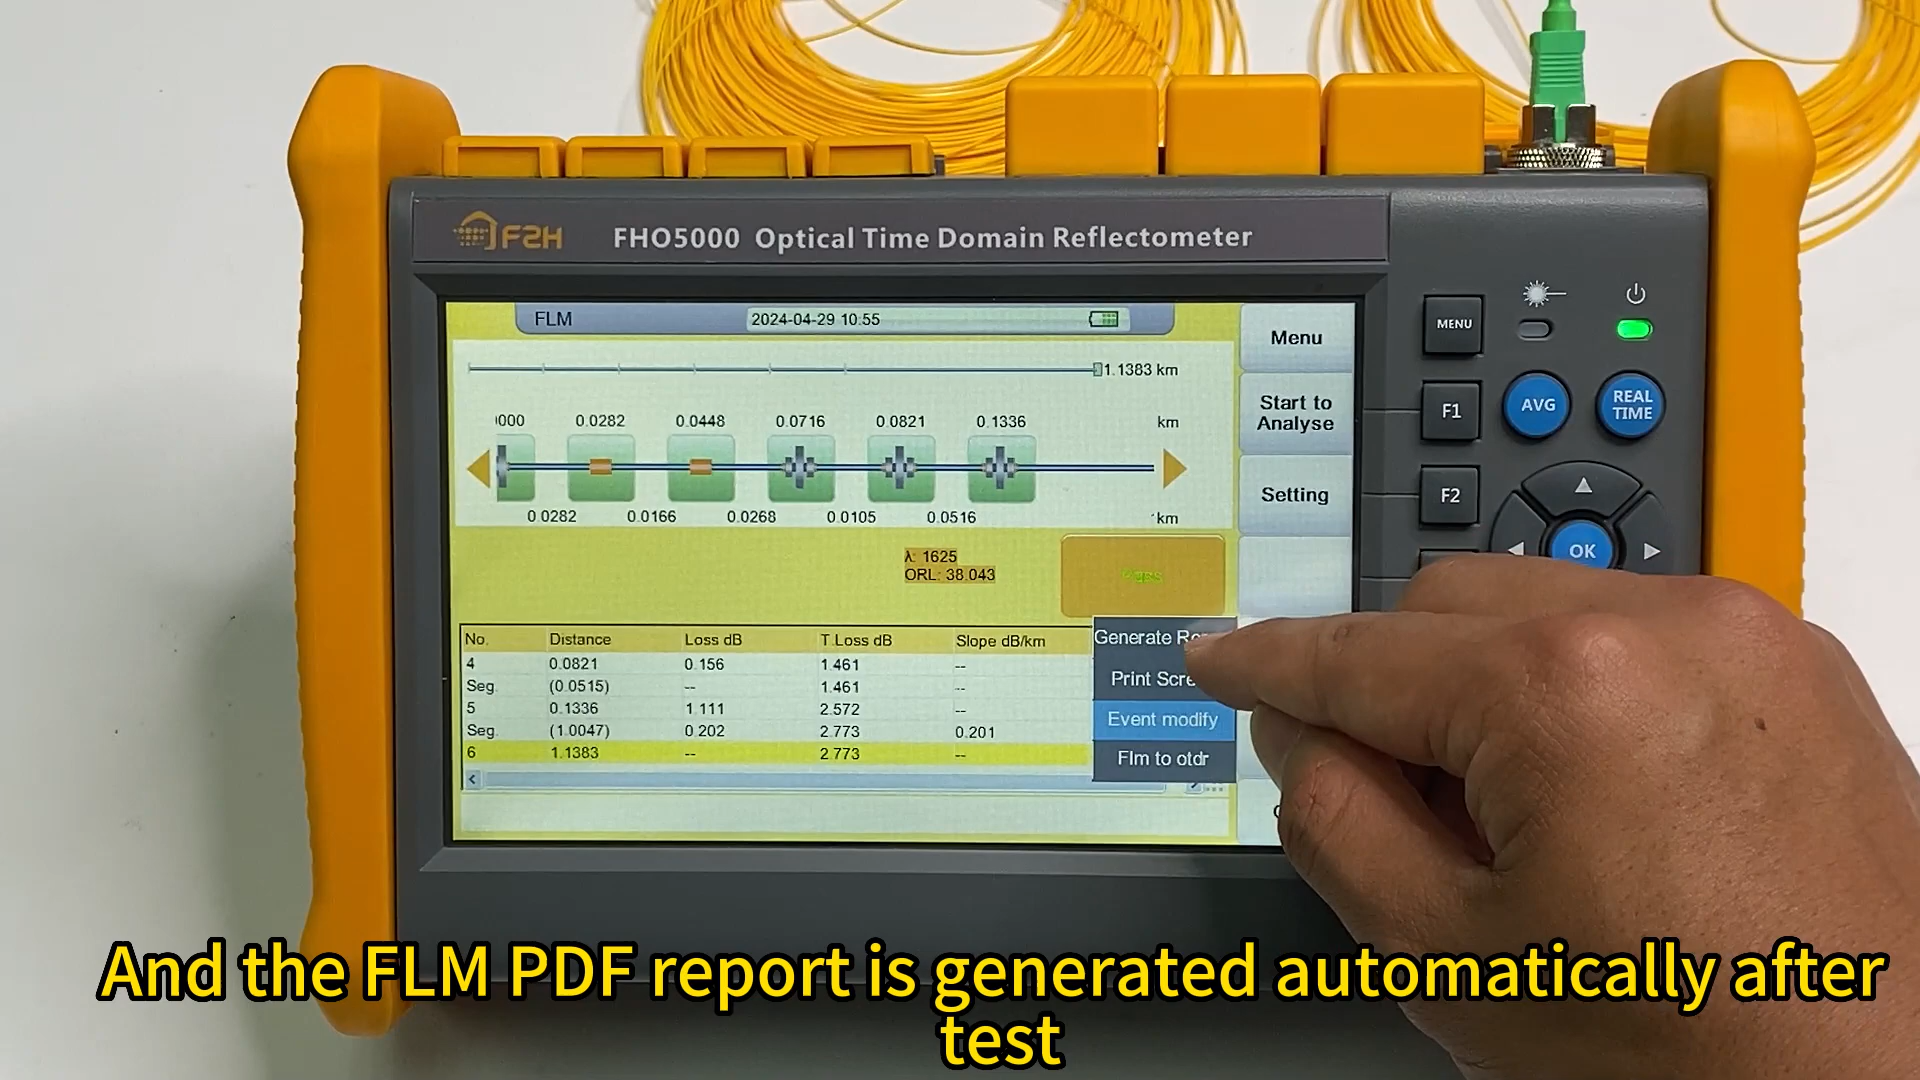 F2H
FHO5000 Optical Time Domain Reflectometer
FLM
2024-04-29 10:55
Menu
Start to
Analyse
Setting
1.1383 km
0.0282 0.0448 0.0716 0.0821 0.1336 km
0.0282 0.0166 0.0268 0.0105 0.0516 km
λ: 1625
ORL: 38.043
Pass
No. Distance Loss dB T.Loss dB Slope dB/km
4 0.0821 0.156 1.461 --
Seg. (0.0515) -- 1.461 --
5 0.1336 1.111 2.572 --
Seg. (1.0047) 0.202 2.773 0.201
6 1.1383 -- 2.773 --
Generate
Print
Event modify
Flm to otdr
MENU
F1
F2
AVG
REAL
TIME
OK
And the FLM PDF report is generated automatically after
test